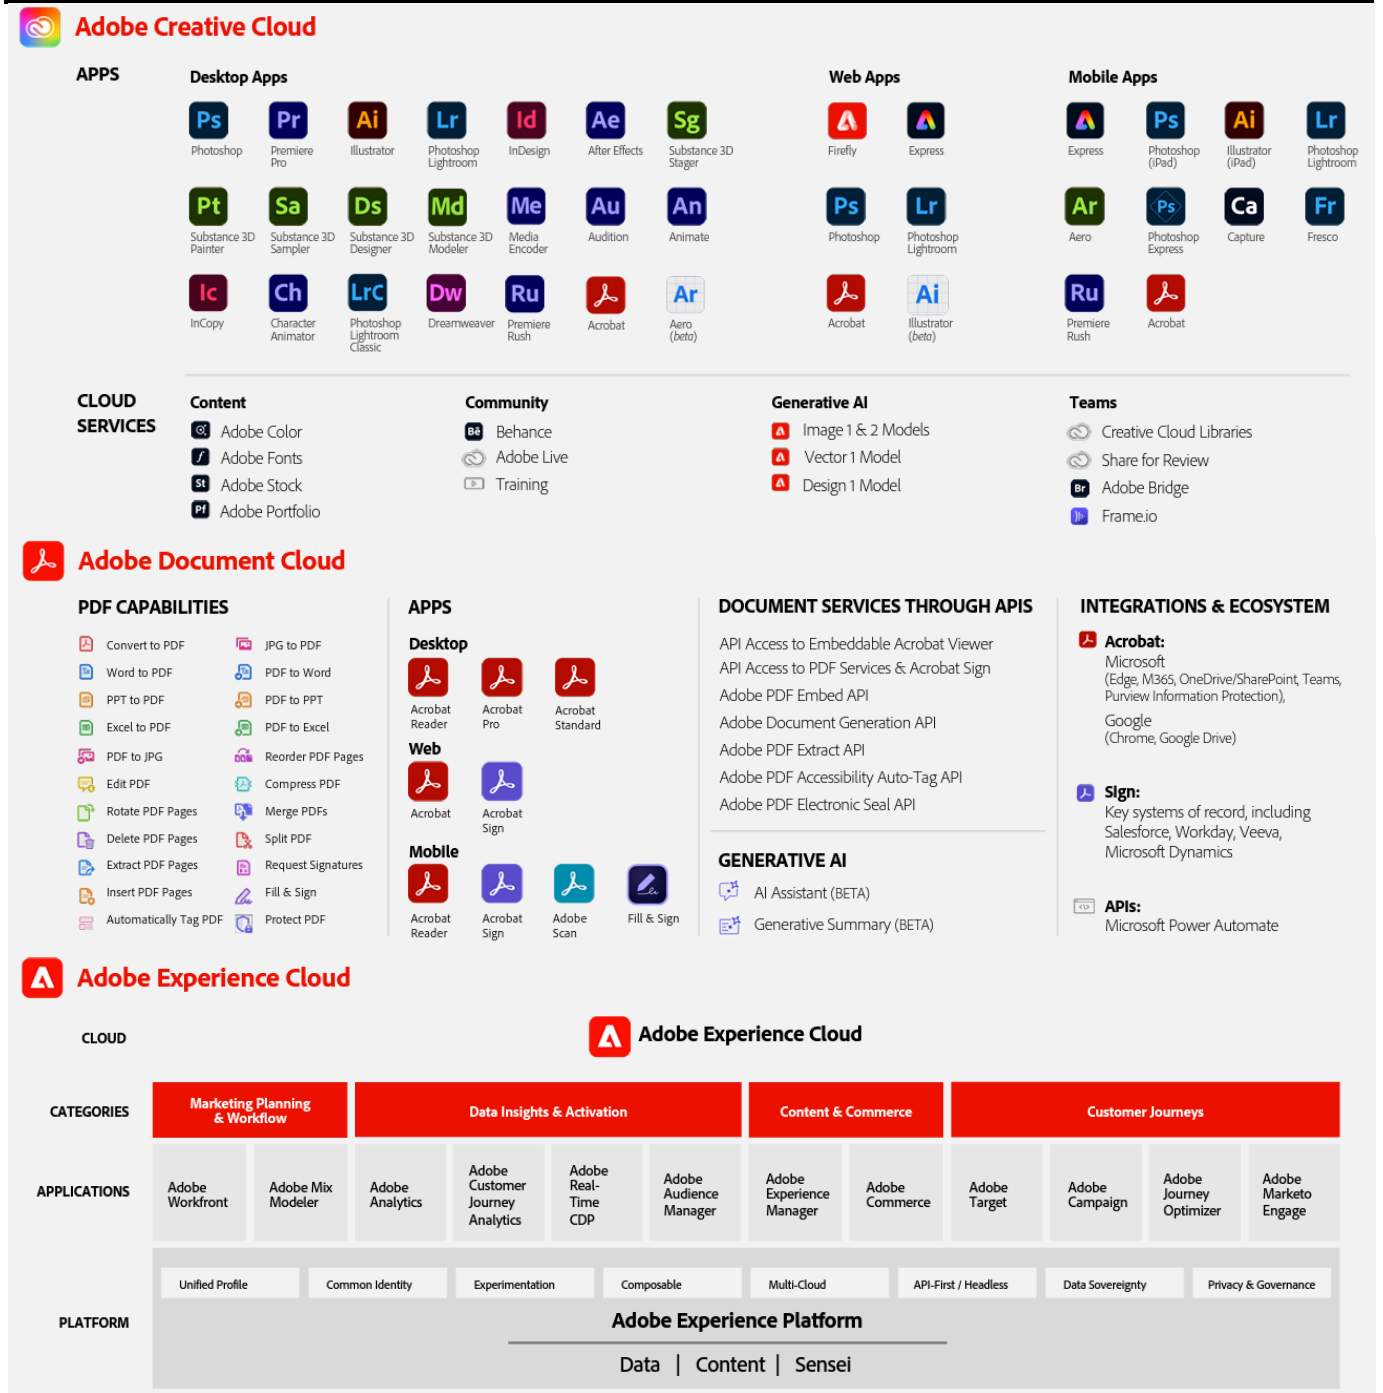 Adobe Creative Cloud
APPS
Desktop Apps
Web Apps
Mobile Apps
Ps
Pr
Ai
Lr
Id
Ae
Sg
Photoshop
Premiere
Pro
Illustrator
Photoshop
Lightroom
InDesign
After Effects
Substance 3D
Stager
Firefly
Express
Express
Ps
Photoshop
(iPad)
Ai
Illustrator
(iPad)
Lr
Photoshop
Lightroom
Pt
Sa
Ds
Md
Me
Au
An
Substance 3D
Painter
Substance 3D
Sampler
Substance 3D
Designer
Substance 3D
Modeler
Media
Encoder
Audition
Animate
Ps
Photoshop
Lr
Photoshop
Lightroom
Ar
Aero
Ps
Photoshop
Express
Ca
Capture
Fr
Fresco
Ic
Ch
LrC
Dw
Ru
Ar
InCopy
Character
Animator
Photoshop
Lightroom
Classic
Dreamweaver
Premiere
Rush
Acrobat
Aero
(beta)
Acrobat
Ai
Illustrator
(beta)
Ru
Premiere
Rush
Acrobat
CLOUD
SERVICES
Content
Adobe Color
f
Adobe Fonts
St
Adobe Stock
Pf
Adobe Portfolio
Community
Bē
Behance
Adobe Live
Training
Generative AI
Image 1 & 2 Models
Vector 1 Model
Design 1 Model
Teams
Creative Cloud Libraries
Share for Review
Br
Adobe Bridge
Frame.io
Adobe Document Cloud
PDF CAPABILITIES
Convert to PDF
JPG to PDF
Word to PDF
PDF to Word
PPT to PDF
PDF to PPT
Excel to PDF
PDF to Excel
PDF to JPG
Reorder PDF Pages
Edit PDF
Compress PDF
Rotate PDF Pages
Merge PDFs
Delete PDF Pages
Split PDF
Extract PDF Pages
Request Signatures
Insert PDF Pages
Fill & Sign
Automatically Tag PDF
Protect PDF
APPS
Desktop
Acrobat
Reader
Acrobat
Pro
Acrobat
Standard
Web
Acrobat
Acrobat
Sign
Mobile
Acrobat
Reader
Acrobat
Sign
Adobe
Scan
Fill & Sign
DOCUMENT SERVICES THROUGH APIS
API Access to Embeddable Acrobat Viewer
API Access to PDF Services & Acrobat Sign
Adobe PDF Embed API
Adobe Document Generation API
Adobe PDF Extract API
Adobe PDF Accessibility Auto-Tag API
Adobe PDF Electronic Seal API
GENERATIVE AI
AI Assistant (BETA)
Generative Summary (BETA)
INTEGRATIONS & ECOSYSTEM
Acrobat:
Microsoft
(Edge, M365, OneDrive/SharePoint, Teams,
Purview Information Protection),
Google
(Chrome, Google Drive)
Sign:
Key systems of record, including
Salesforce, Workday, Veeva,
Microsoft Dynamics
APIs:
Microsoft Power Automate
Adobe Experience Cloud
CLOUD
Adobe Experience Cloud
CATEGORIES
Marketing Planning
& Workflow
Data Insights & Activation
Content & Commerce
Customer Journeys
APPLICATIONS
Adobe
Workfront
Adobe Mix
Modeler
Adobe
Analytics
Adobe
Customer
Journey
Analytics
Adobe
Real-
Time
CDP
Adobe
Audience
Manager
Adobe
Experience
Manager
Adobe
Commerce
Adobe
Target
Adobe
Campaign
Adobe
Journey
Optimizer
Adobe
Marketo
Engage
PLATFORM
Unified Profile
Common Identity
Experimentation
Composable
Multi-Cloud
API-First / Headless
Data Sovereignty
Privacy & Governance
Adobe Experience Platform
Data | Content | Sensei